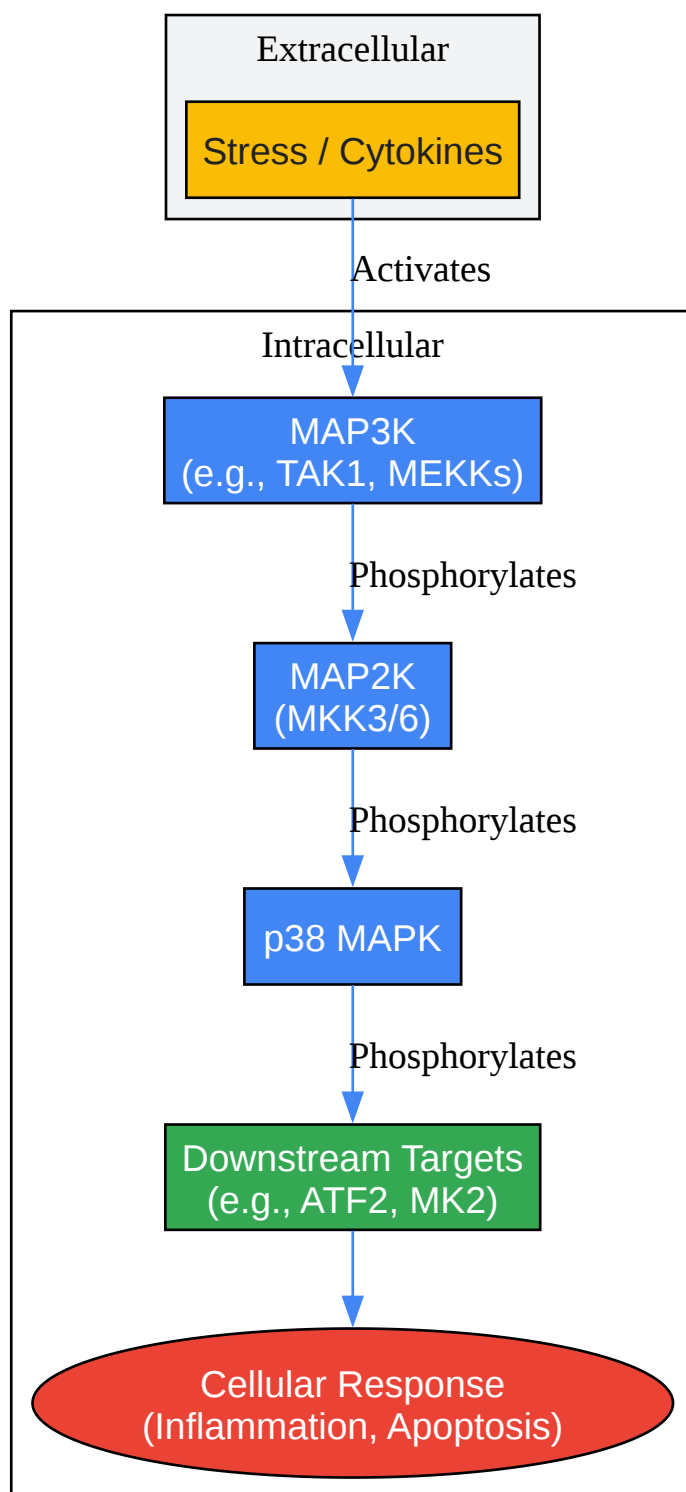 Extracellular
Stress / Cytokines
Activates
Intracellular
MAP3K
(e.g., TAK1, MEKKs)
Phosphorylates
MAP2K
(MKK3/6)
Phosphorylates
p38 MAPK
Phosphorylates
Downstream Targets
(e.g., ATF2, MK2)
Cellular Response
(Inflammation, Apoptosis)